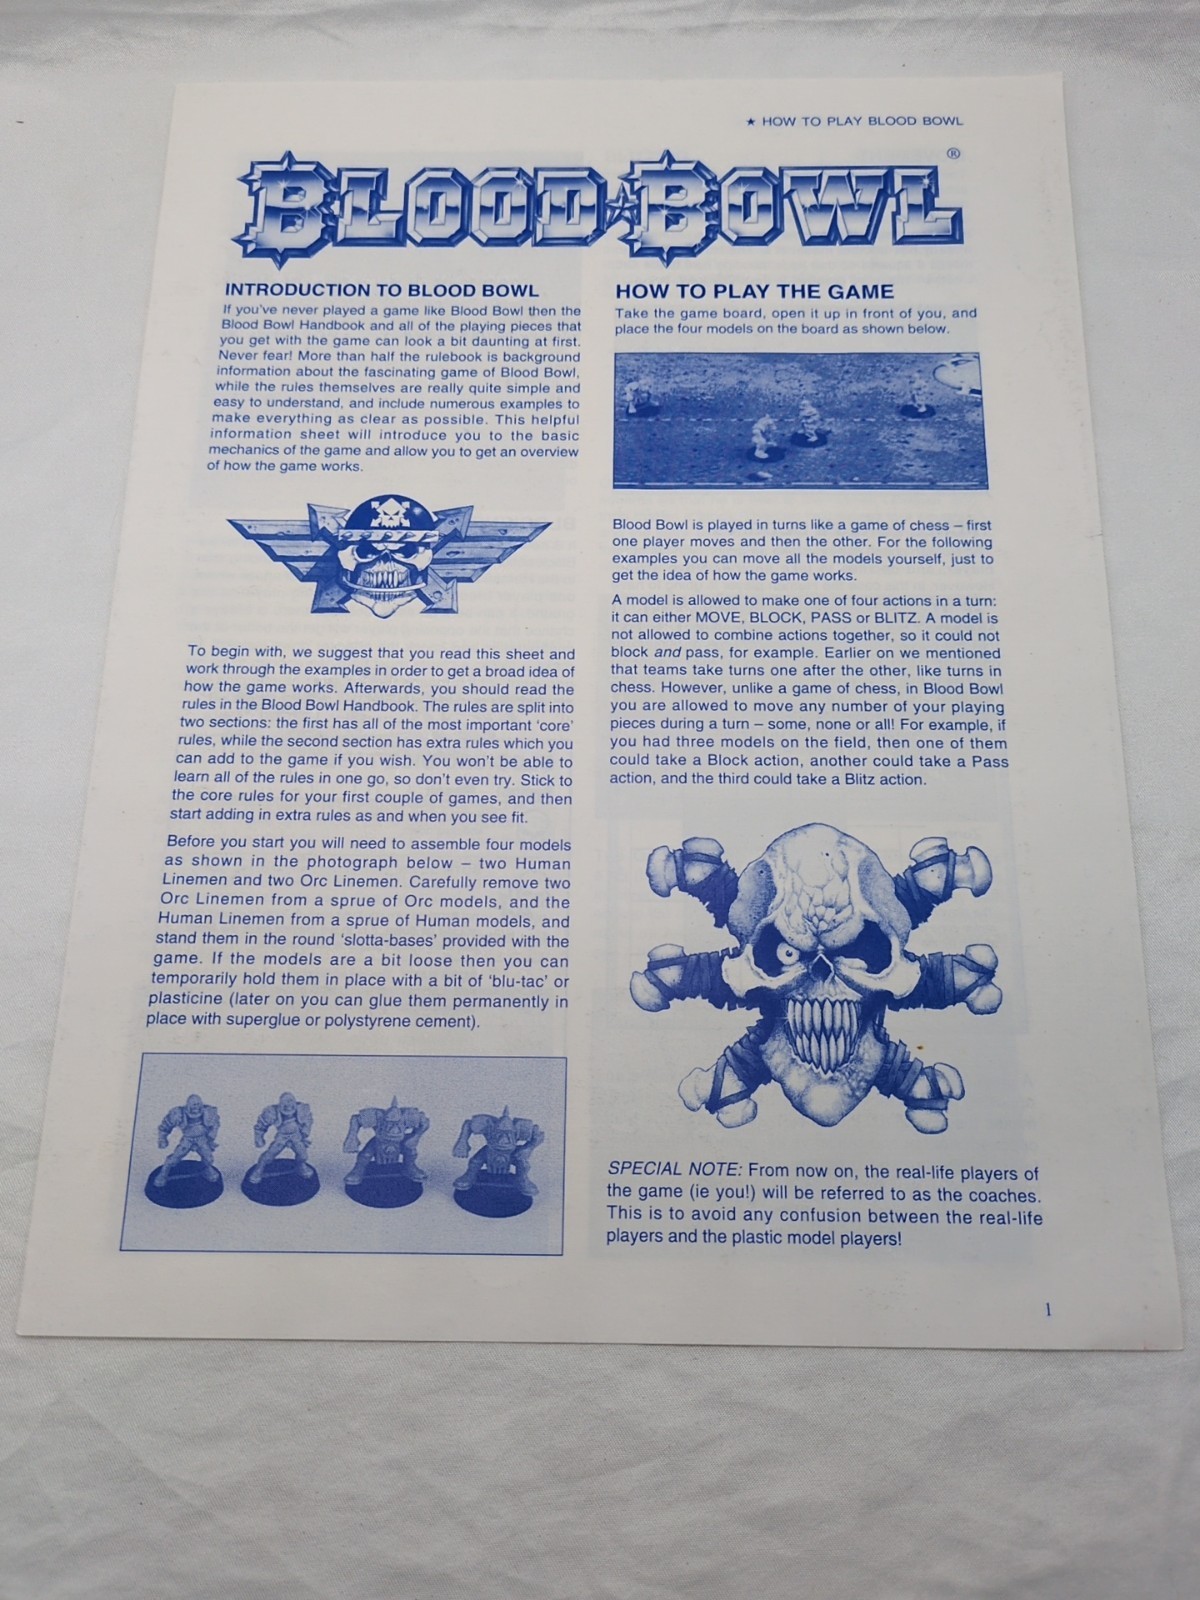 ★ HOW TO PLAY BLOOD BOWL
BLOOD★BOWL®
INTRODUCTION TO BLOOD BOWL
If you've never played a game like Blood Bowl then the
Blood Bowl Handbook and all of the playing pieces that
you get with the game can look a bit daunting at first.
Never fear! More than half the rulebook is background
information about the fascinating game of Blood Bowl,
while the rules themselves are really quite simple and
easy to understand, and include numerous examples to
make everything as clear as possible. This helpful
information sheet will introduce you to the basic
mechanics of the game and allow you to get an overview
of how the game works.
To begin with, we suggest that you read this sheet and
work through the examples in order to get a broad idea of
how the game works. Afterwards, you should read the
rules in the Blood Bowl Handbook. The rules are split into
two sections: the first has all of the most important 'core'
rules, while the second section has extra rules which you
can add to the game if you wish. You won't be able to
learn all of the rules in one go, so don't even try. Stick to
the core rules for your first couple of games, and then
start adding in extra rules as and when you see fit.
Before you start you will need to assemble four models
as shown in the photograph below – two Human
Linemen and two Orc Linemen. Carefully remove two
Orc Linemen from a sprue of Orc models, and the
Human Linemen from a sprue of Human models, and
stand them in the round 'slotta-bases' provided with the
game. If the models are a bit loose then you can
temporarily hold them in place with a bit of 'blu-tac' or
plasticine (later on you can glue them permanently in
place with superglue or polystyrene cement).
HOW TO PLAY THE GAME
Take the game board, open it up in front of you, and
place the four models on the board as shown below.
Blood Bowl is played in turns like a game of chess – first
one player moves and then the other. For the following
examples you can move all the models yourself, just to
get the idea of how the game works.
A model is allowed to make one of four actions in a turn:
it can either MOVE, BLOCK, PASS or BLITZ. A model is
not allowed to combine actions together, so it could not
block and pass, for example. Earlier on we mentioned
that teams take turns one after the other, like turns in
chess. However, unlike a game of chess, in Blood Bowl
you are allowed to move any number of your playing
pieces during a turn – some, none or all! For example, if
you had three models on the field, then one of them
could take a Block action, another could take a Pass
action, and the third could take a Blitz action.
SPECIAL NOTE: From now on, the real-life players of
the game (ie you!) will be referred to as the coaches.
This is to avoid any confusion between the real-life
players and the plastic model players!
1